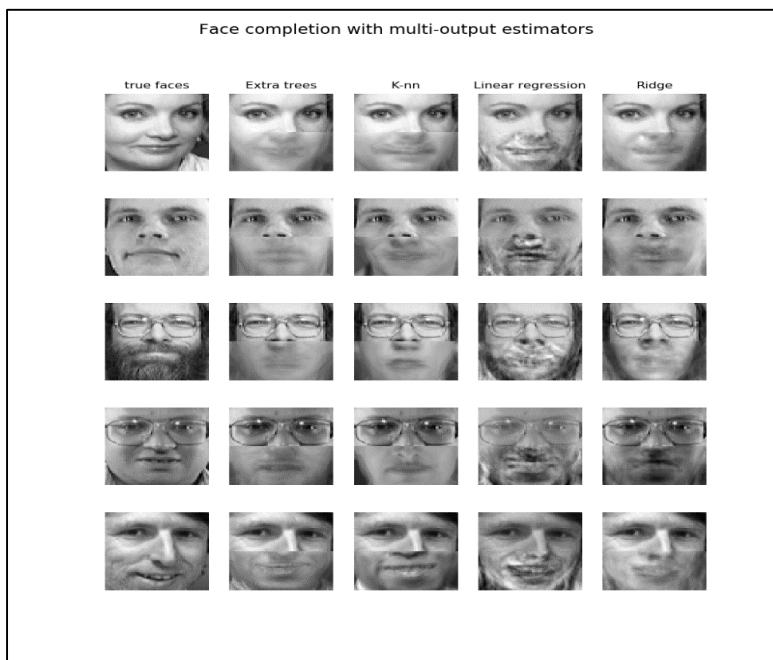 Face completion with multi-output estimators
true faces Extra trees K-nn Linear regression Ridge